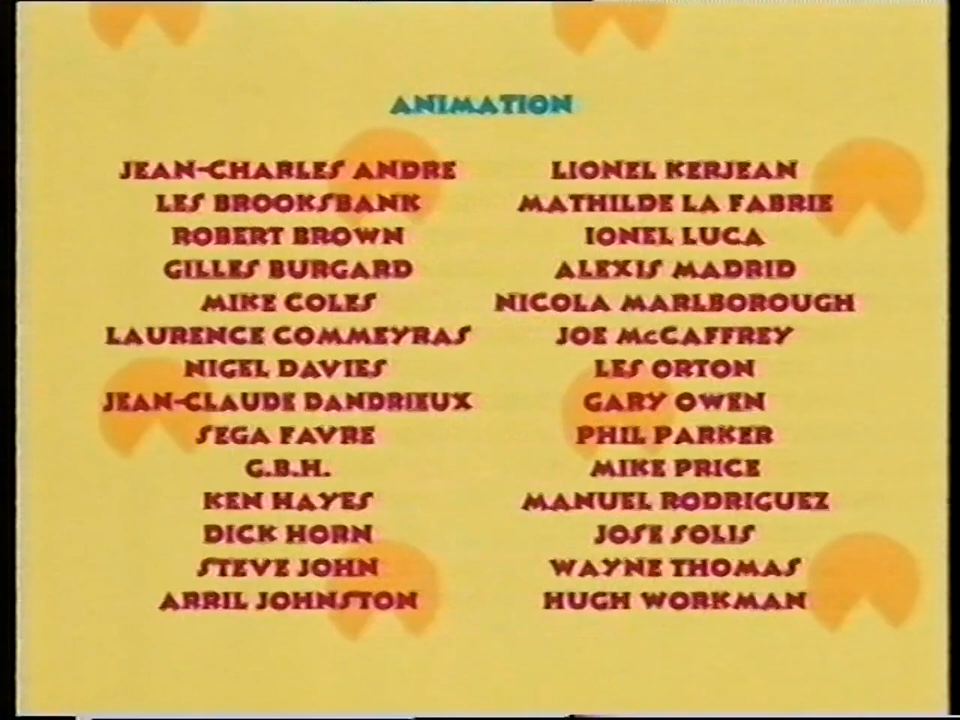 ANIMATION
JEAN-CHARLES ANDRE
LES BROOKSBANK
ROBERT BROWN
GILLES BURGARD
MIKE COLES
LAURENCE COMMEYRAS
NIGEL DAVIES
JEAN-CLAUDE DANDRIEUX
SEGA FAVRE
G.B.H.
KEN HAYES
DICK HORN
STEVE JOHN
ARRIL JOHNSTON
LIONEL KERJEAN
MATHILDE LA FABRIE
IONEL LUCA
ALEXIS MADRID
NICOLA MARLBOROUGH
JOE McCAFFREY
LES ORTON
GARY OWEN
PHIL PARKER
MIKE PRICE
MANUEL RODRIGUEZ
JOSE SOLIS
WAYNE THOMAS
HUGH WORKMAN